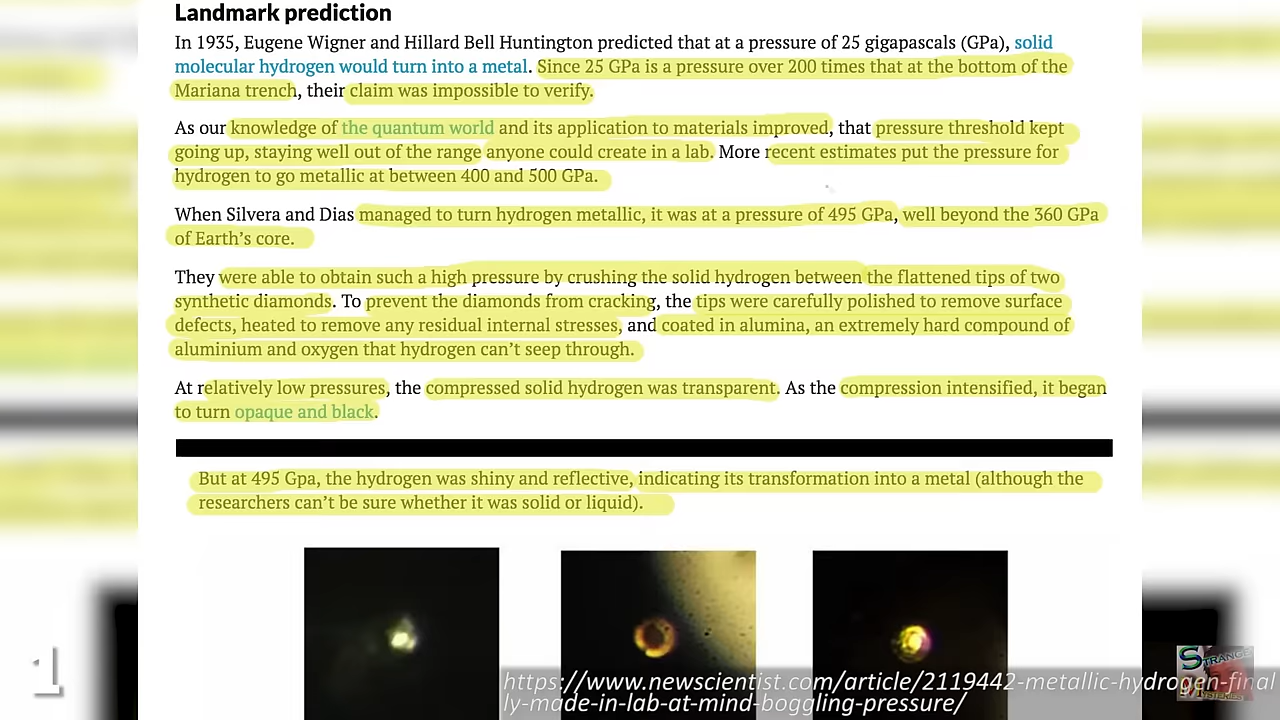 Landmark prediction
In 1935, Eugene Wigner and Hillard Bell Huntington predicted that at a pressure of 25 gigapascals (GPa), solid
molecular hydrogen would turn into a metal. Since 25 GPa is a pressure over 200 times that at the bottom of the
Mariana trench, their claim was impossible to verify.
As our knowledge of the quantum world and its application to materials improved, that pressure threshold kept
going up, staying well out of the range anyone could create in a lab. More recent estimates put the pressure for
hydrogen to go metallic at between 400 and 500 GPa.
When Silvera and Dias managed to turn hydrogen metallic, it was at a pressure of 495 GPa, well beyond the 360 GPa
of Earth's core.
They were able to obtain such a high pressure by crushing the solid hydrogen between the flattened tips of two
synthetic diamonds. To prevent the diamonds from cracking, the tips were carefully polished to remove surface
defects, heated to remove any residual internal stresses, and coated in alumina, an extremely hard compound of
aluminium and oxygen that hydrogen can't seep through.
At relatively low pressures, the compressed solid hydrogen was transparent. As the compression intensified, it began
to turn opaque and black.
But at 495 Gpa, the hydrogen was shiny and reflective, indicating its transformation into a metal (although the
researchers can't be sure whether it was solid or liquid).
1
STRANGE
MYSTERIES
https://www.newscientist.com/article/2119442-metallic-hydrogen-final
ly-made-in-lab-at-mind-boggling-pressure/